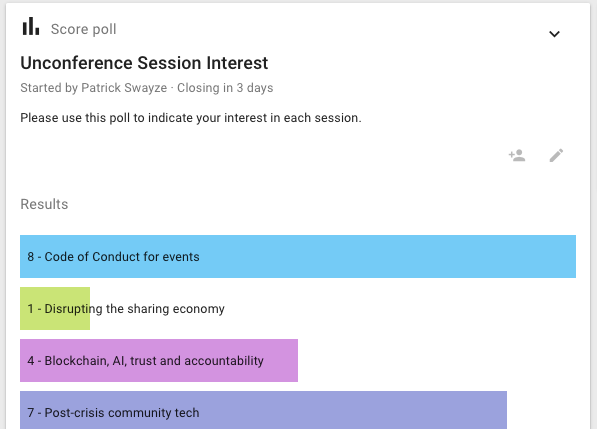 Score poll
Unconference Session Interest
Started by Patrick Swayze · Closing in 3 days
Please use this poll to indicate your interest in each session.
Results
8 - Code of Conduct for events
1 - Disrupting the sharing economy
4 - Blockchain, AI, trust and accountability
7 - Post-crisis community tech